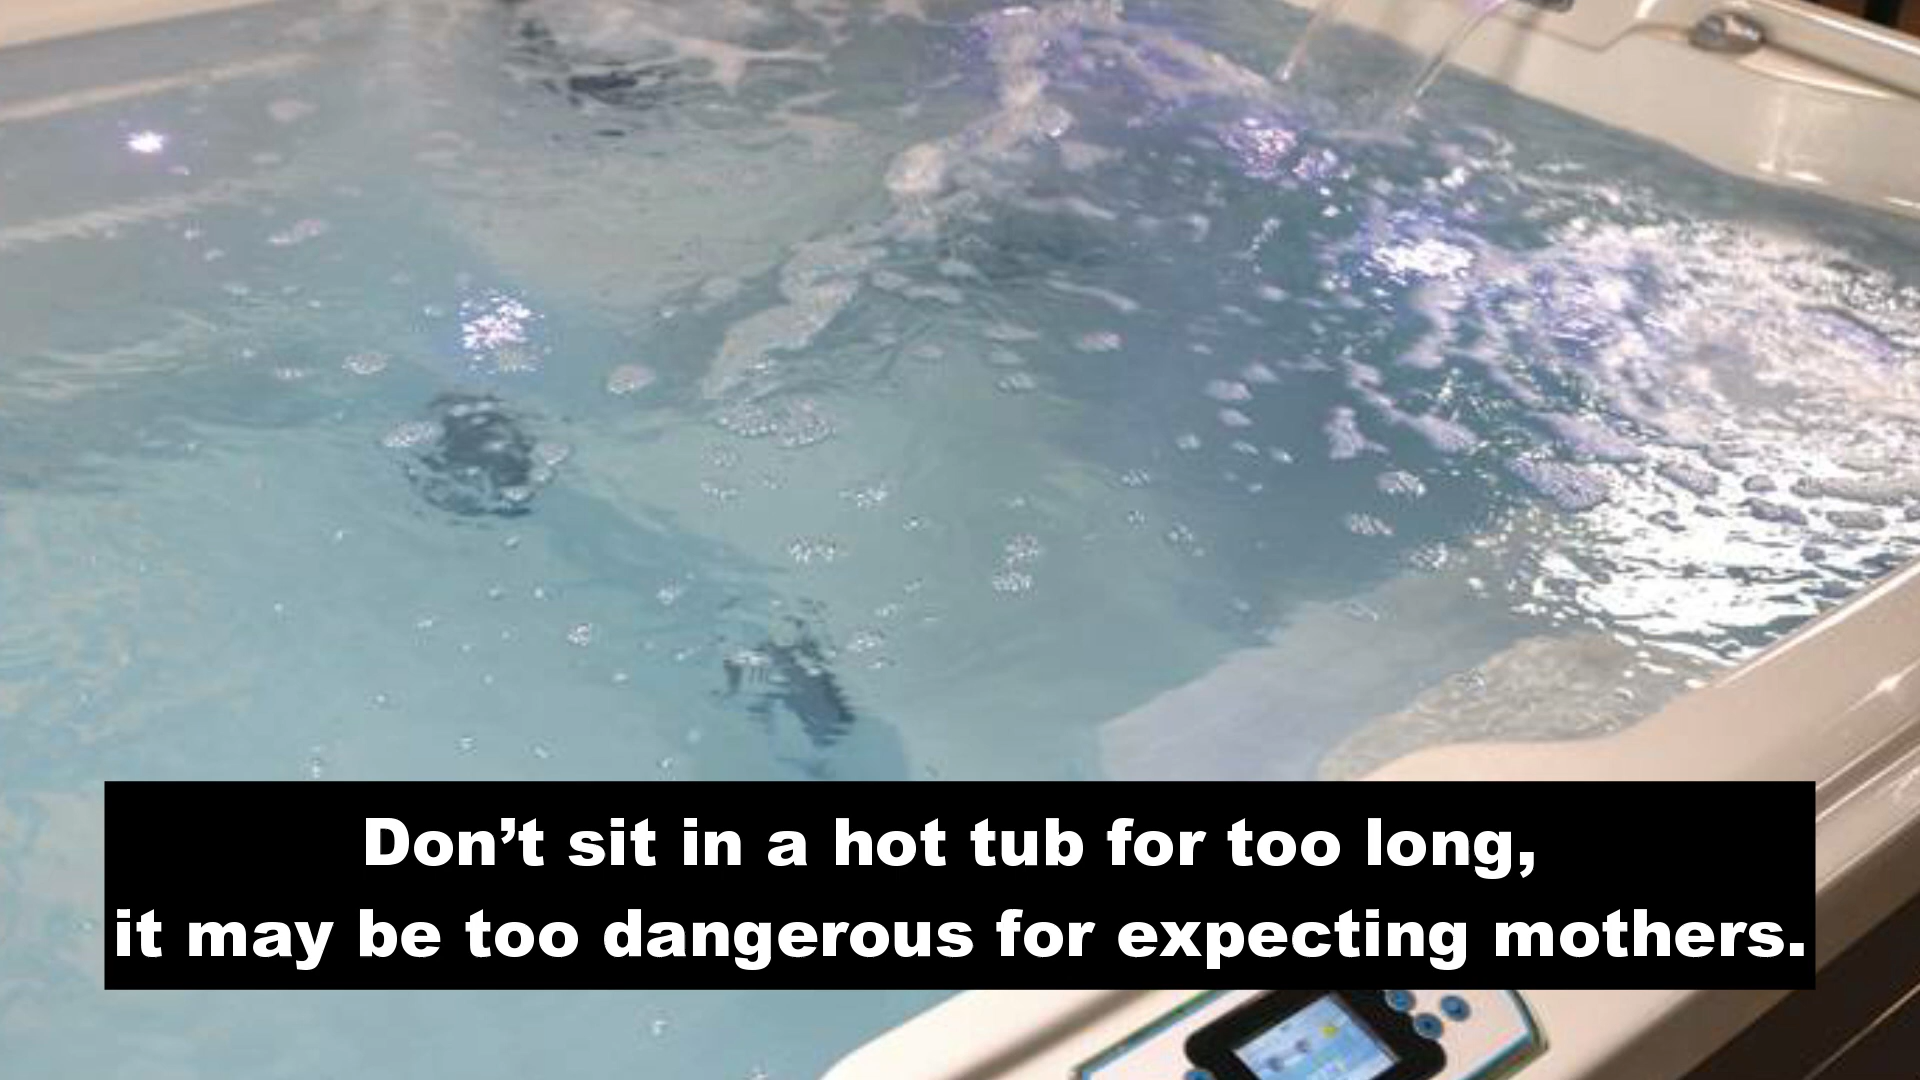 Don’t sit in a hot tub for too long,
it may be too dangerous for expecting mothers.